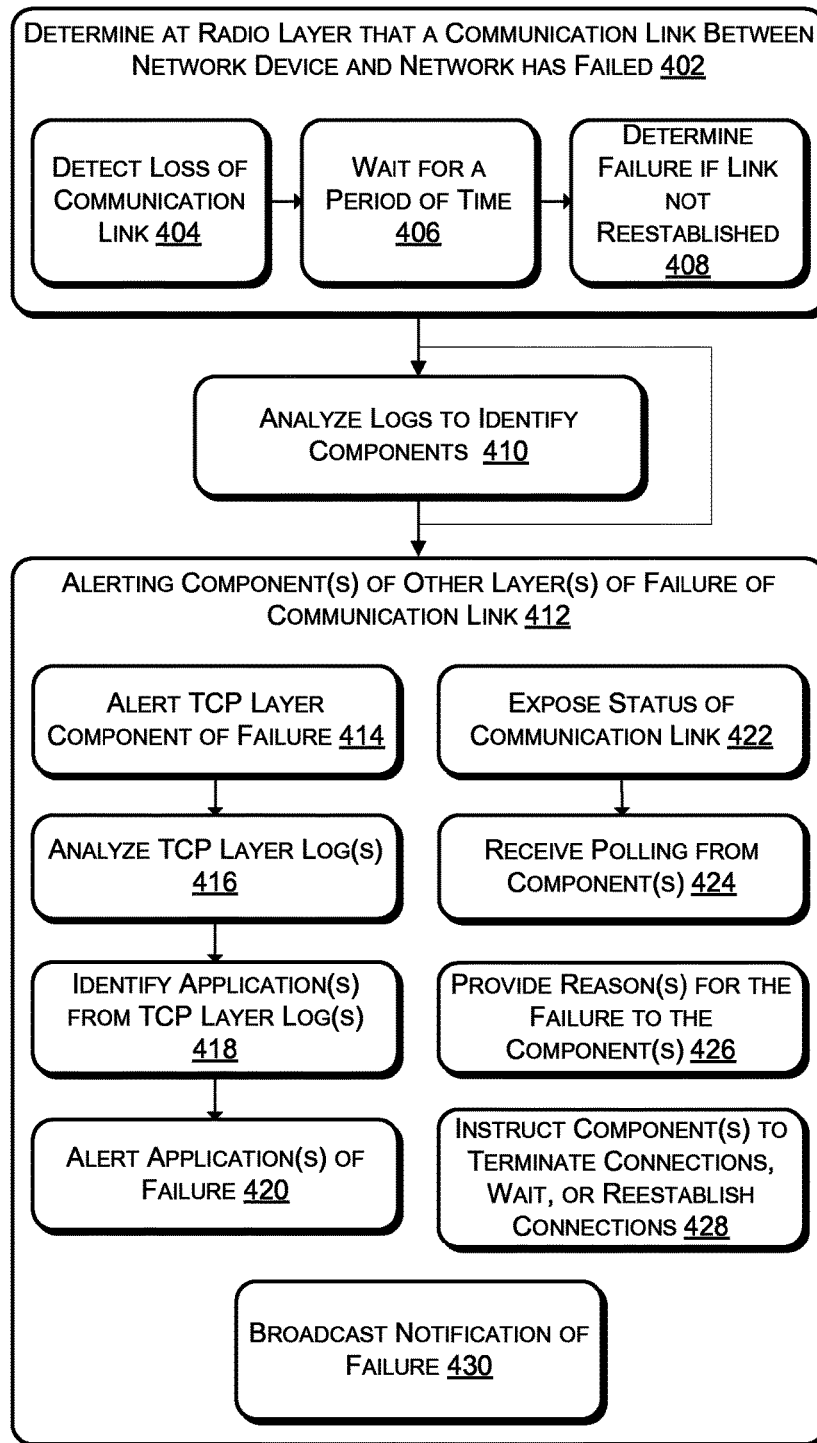 DETERMINE AT RADIO LAYER THAT A COMMUNICATION LINK BETWEEN
NETWORK DEVICE AND NETWORK HAS FAILED 402
DETECT LOSS OF
COMMUNICATION
LINK 404
WAIT FOR A
PERIOD OF TIME
406
DETERMINE
FAILURE IF LINK
NOT
REESTABLISHED
408
ANALYZE LOGS TO IDENTIFY
COMPONENTS 410
ALERTING COMPONENT(S) OF OTHER LAYER(S) OF FAILURE OF
COMMUNICATION LINK 412
ALERT TCP LAYER
COMPONENT OF FAILURE 414
ANALYZE TCP LAYER LOG(S)
416
IDENTIFY APPLICATION(S)
FROM TCP LAYER LOG(S)
418
ALERT APPLICATION(S) OF
FAILURE 420
EXPOSE STATUS OF
COMMUNICATION LINK 422
RECEIVE POLLING FROM
COMPONENT(S) 424
PROVIDE REASON(S) FOR THE
FAILURE TO THE
COMPONENT(S) 426
INSTRUCT COMPONENT(S) TO
TERMINATE CONNECTIONS,
WAIT, OR REESTABLISH
CONNECTIONS 428
BROADCAST NOTIFICATION OF
FAILURE 430